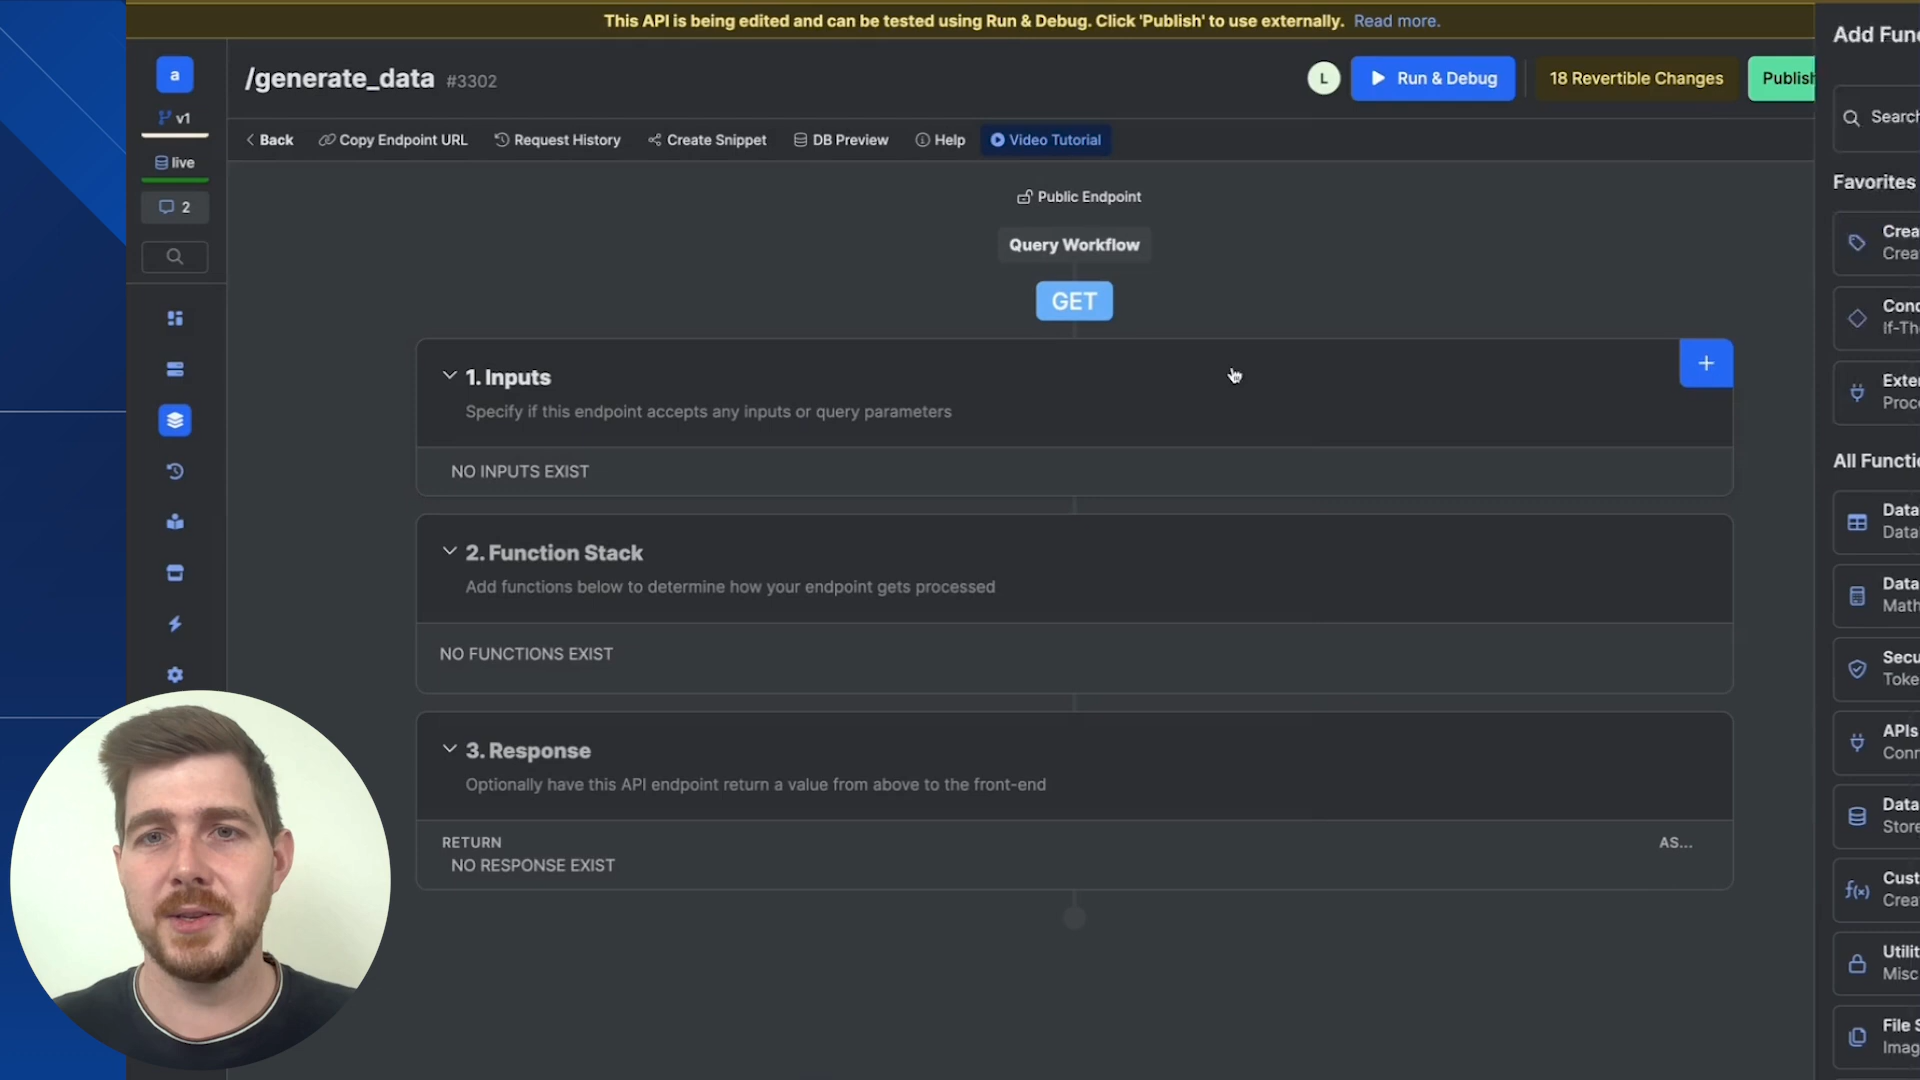 This API is being edited and can be tested using Run & Debug. Click 'Publish' to use externally. Read more.
Add Func
a
/generate_data #3302
L
Run & Debug
18 Revertible Changes
Publish
v1
Back
Copy Endpoint URL
Request History
Create Snippet
DB Preview
Help
Video Tutorial
Search
live
Public Endpoint
Favorites
2
Query Workflow
Crea
Crea
GET
Conc
If-Th
1. Inputs
+
Specify if this endpoint accepts any inputs or query parameters
Exter
Proc
NO INPUTS EXIST
All Functi
2. Function Stack
Add functions below to determine how your endpoint gets processed
Data
Data
Data
Math
NO FUNCTIONS EXIST
Secu
Toke
3. Response
Optionally have this API endpoint return a value from above to the front-end
APIs
Conn
RETURN
AS...
NO RESPONSE EXIST
Data
Store
f(x)
Cust
Crea
Utilit
Misc
File S
Imag